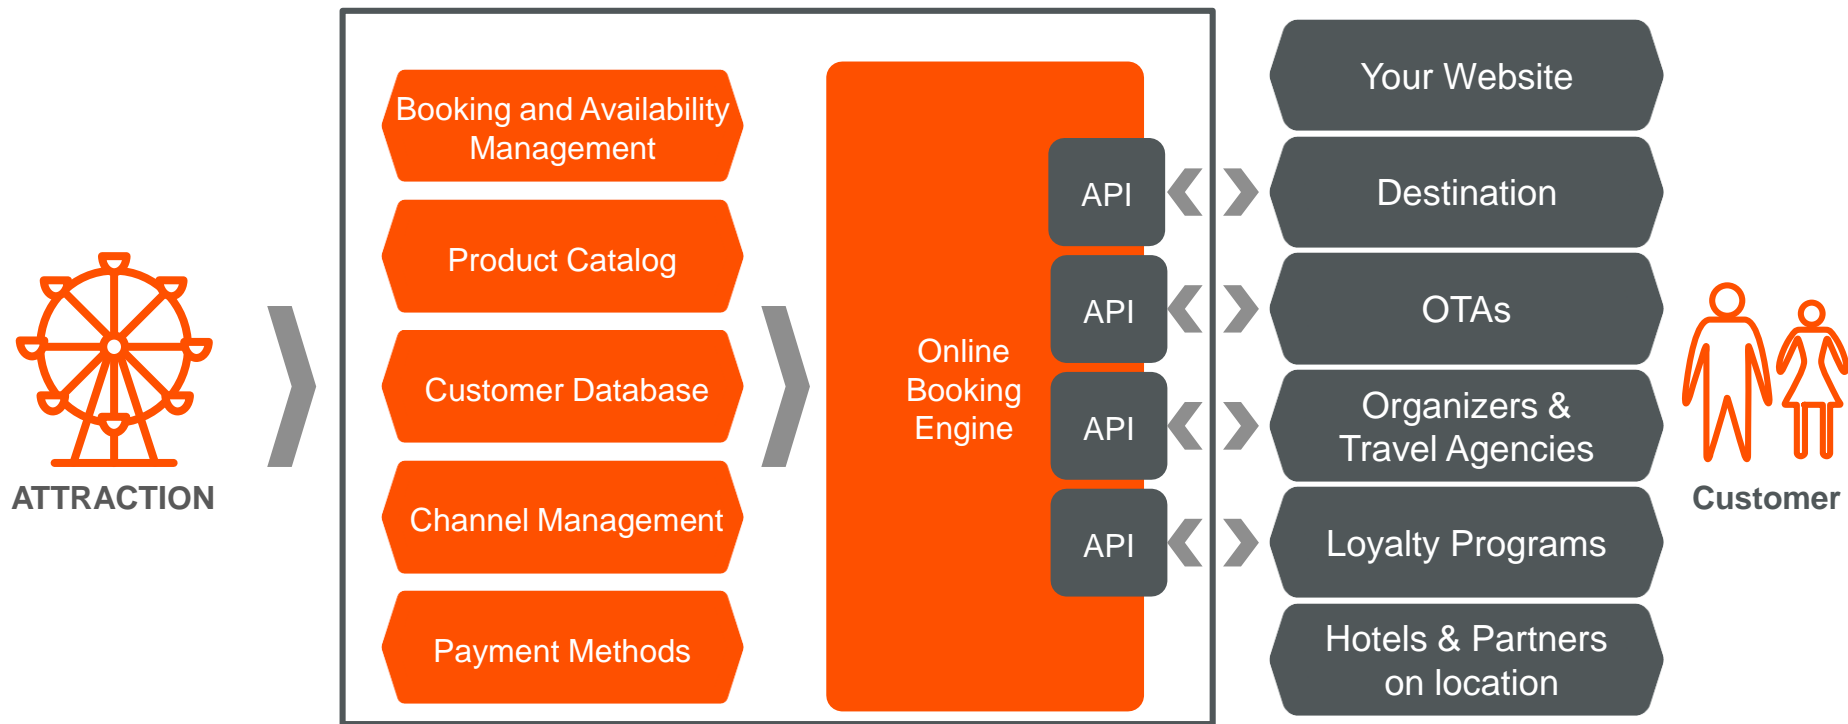 ATTRACTION
Booking and Availability
Management
Product Catalog
Customer Database
Channel Management
Payment Methods
Online
Booking
Engine
API
API
API
API
Your Website
Destination
OTAs
Organizers &
Travel Agencies
Loyalty Programs
Hotels & Partners
on location
Customer